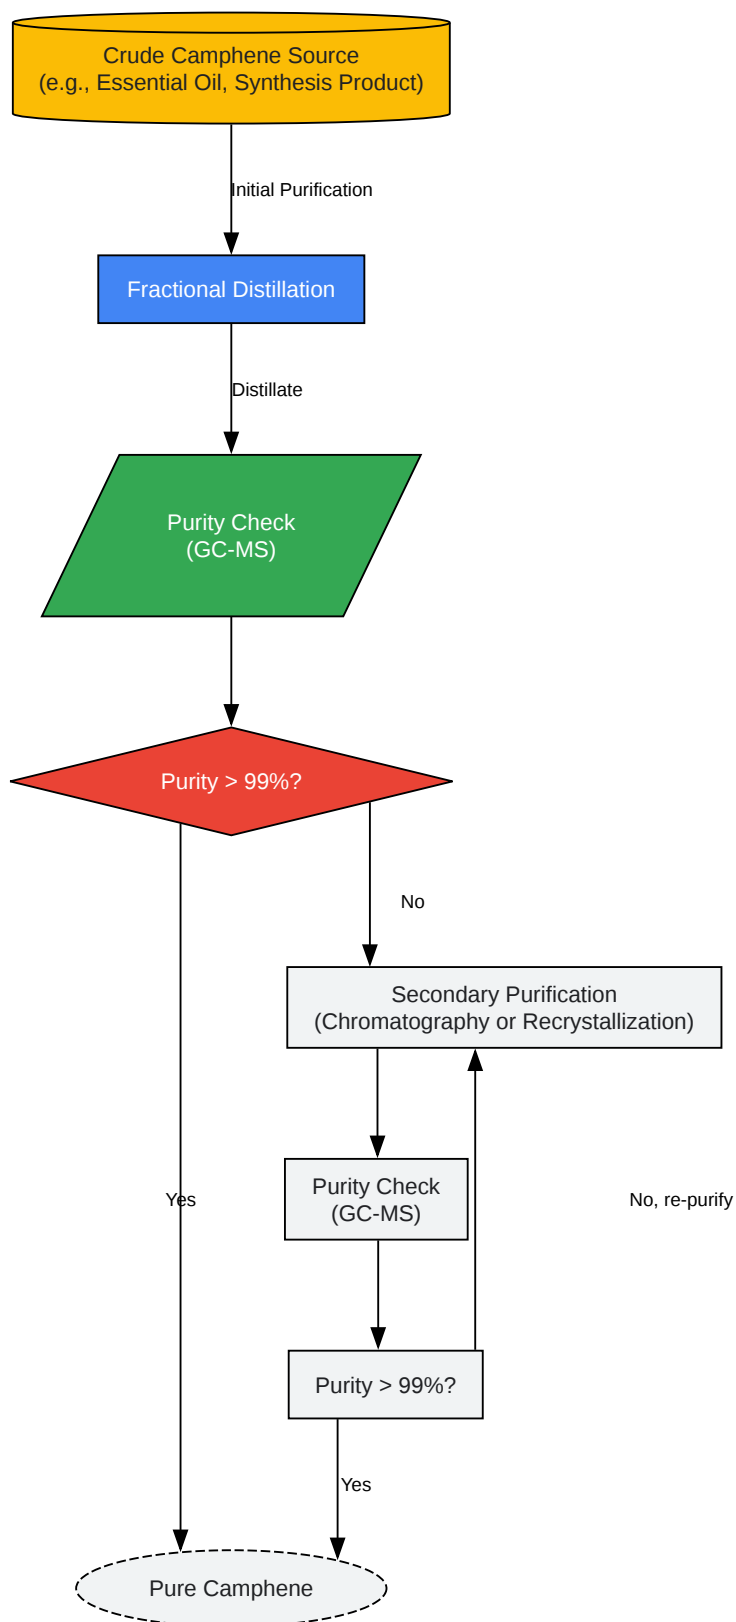 Crude Camphene Source
(e.g., Essential Oil, Synthesis Product)
Initial Purification
Fractional Distillation
Distillate
Purity Check
(GC-MS)
Purity > 99%?
No
Secondary Purification
(Chromatography or Recrystallization)
Purity Check
(GC-MS)
Yes
No, re-purify
Purity > 99%?
Yes
Pure Camphene